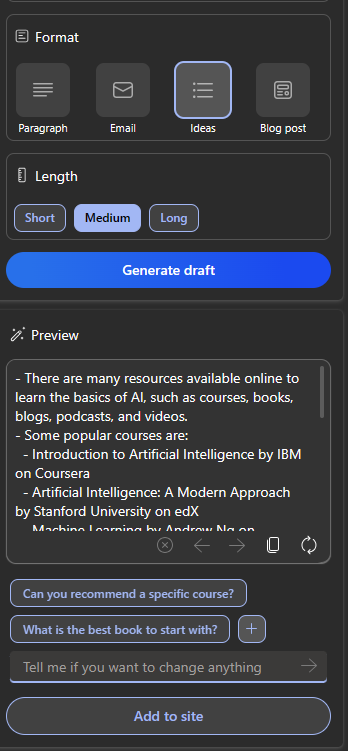 Format
Paragraph
Email
Ideas
Blog post
Length
Short
Medium
Long
Generate draft
Preview
- There are many resources available online to
learn the basics of AI, such as courses, books,
blogs, podcasts, and videos.
- Some popular courses are:
- Introduction to Artificial Intelligence by IBM
on Coursera
- Artificial Intelligence: A Modern Approach
by Stanford University on edX
- Machine Learning by Andrew Ng on
Can you recommend a specific course?
What is the best book to start with?
+
Tell me if you want to change anything
Add to site